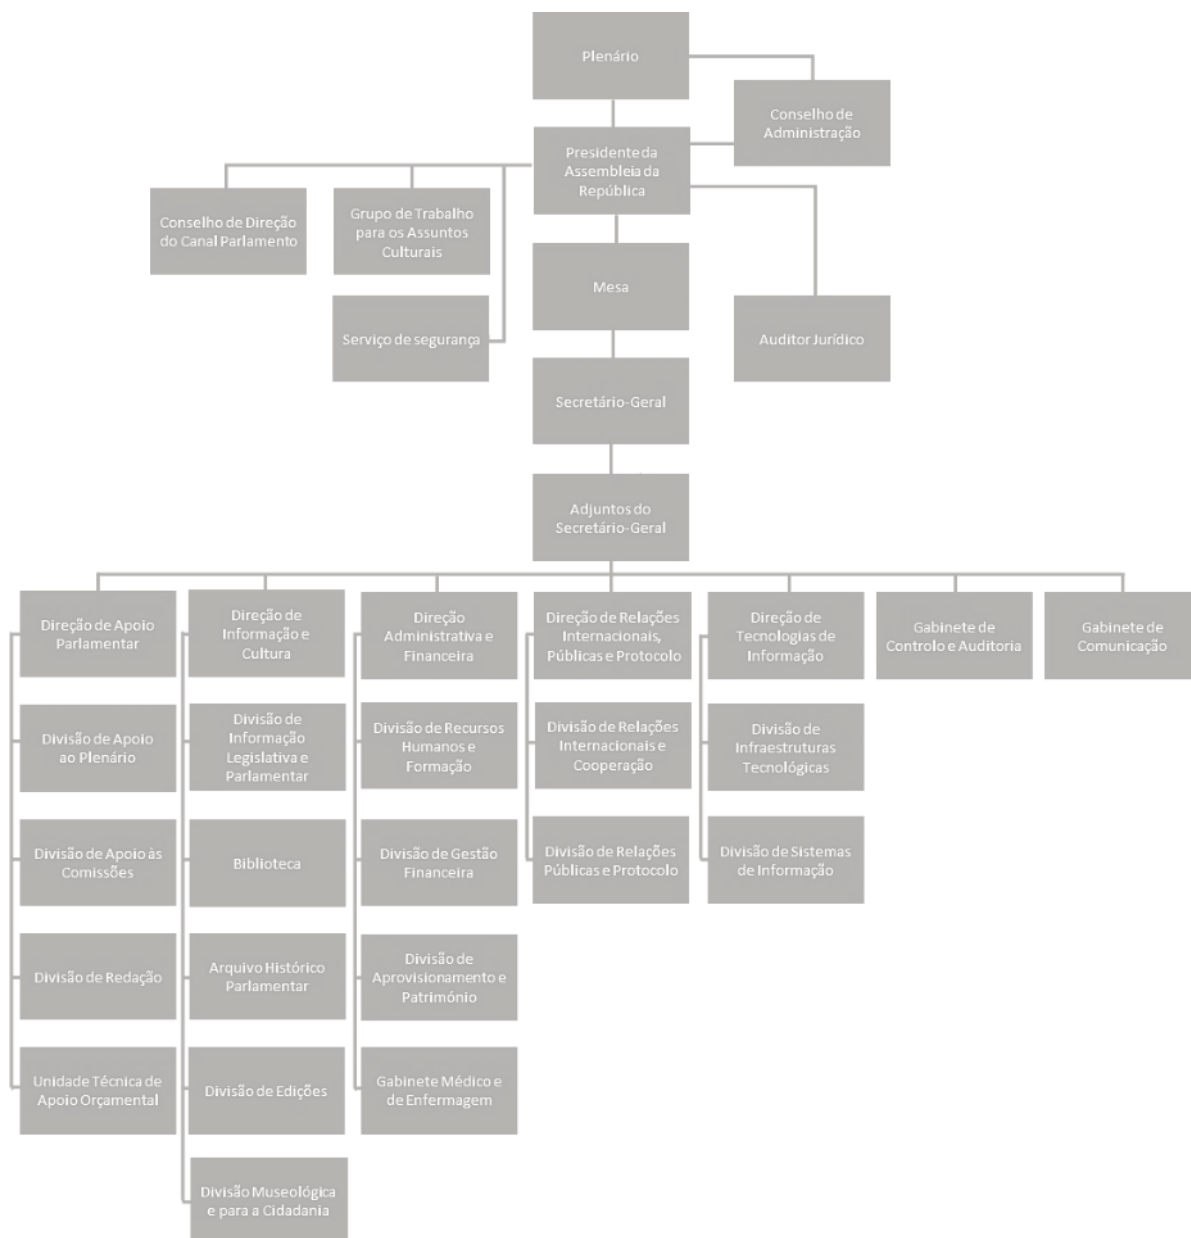 Plenário
Conselho de
Administração
Presidente da
Assembleia da
República
Conselho de Direção
do Canal Parlamento
Grupo de Trabalho
para os Assuntos
Culturais
Mesa
Serviço de segurança
Auditor Jurídico
Secretário-Geral
Adjuntos do
Secretário-Geral
Direção de Apoio
Parlamentar
Direção de
Informação e
Cultura
Direção
Administrativa e
Financeira
Direção de Relações
Internacionais,
Públicas e Protocolo
Direção de
Tecnologias de
Informação
Gabinete de
Controlo e Auditoria
Gabinete de
Comunicação
Divisão de Apoio
ao Plenário
Divisão de
Informação
Legislativa e
Parlamentar
Divisão de Recursos
Humanos e
Formação
Divisão de Relações
Internacionais e
Cooperação
Divisão de
Infraestruturas
Tecnológicas
Divisão de Apoio às
Comissões
Biblioteca
Divisão de Gestão
Financeira
Divisão de Relações
Públicas e Protocolo
Divisão de Sistemas
de Informação
Divisão de Redação
Arquivo Histórico
Parlamentar
Divisão de
Aprovisionamento e
Património
Unidade Técnica de
Apoio Orçamental
Divisão de Edições
Gabinete Médico e
de Enfermagem
Divisão Museológica
e para a Cidadania